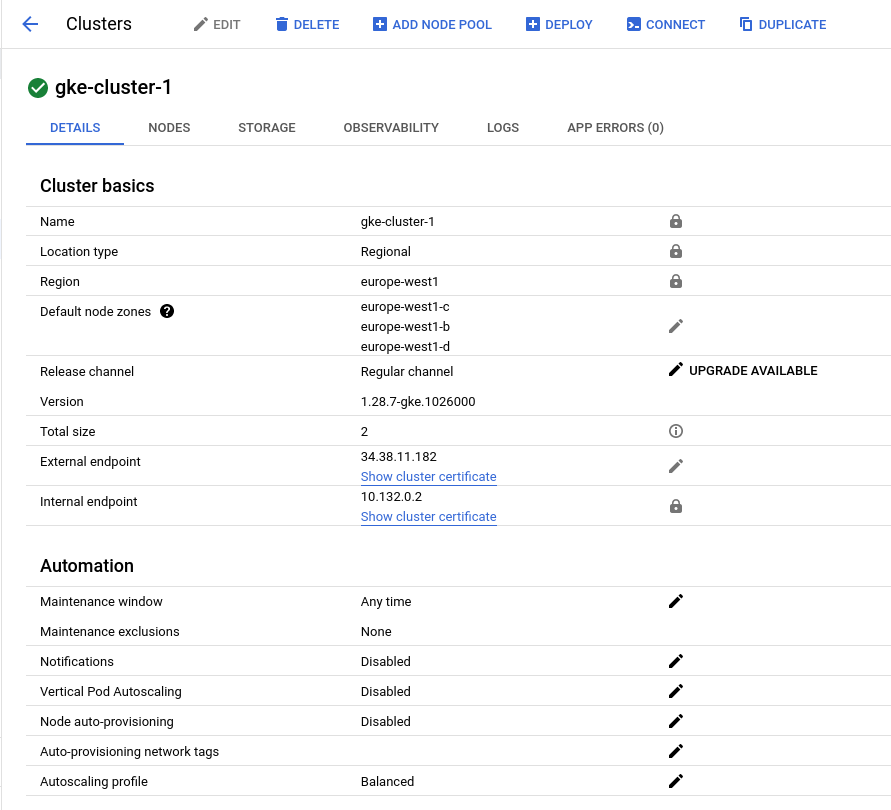 Clusters EDIT DELETE ADD NODE POOL DEPLOY CONNECT DUPLICATE
gke-cluster-1
DETAILS NODES STORAGE OBSERVABILITY LOGS APP ERRORS (0)
Cluster basics
Name gke-cluster-1
Location type Regional
Region europe-west1
Default node zones ? europe-west1-c
europe-west1-b
europe-west1-d
Release channel Regular channel UPGRADE AVAILABLE
Version 1.28.7-gke.1026000
Total size 2
External endpoint 34.38.11.182
Show cluster certificate
Internal endpoint 10.132.0.2
Show cluster certificate
Automation
Maintenance window Any time
Maintenance exclusions None
Notifications Disabled
Vertical Pod Autoscaling Disabled
Node auto-provisioning Disabled
Auto-provisioning network tags
Autoscaling profile Balanced